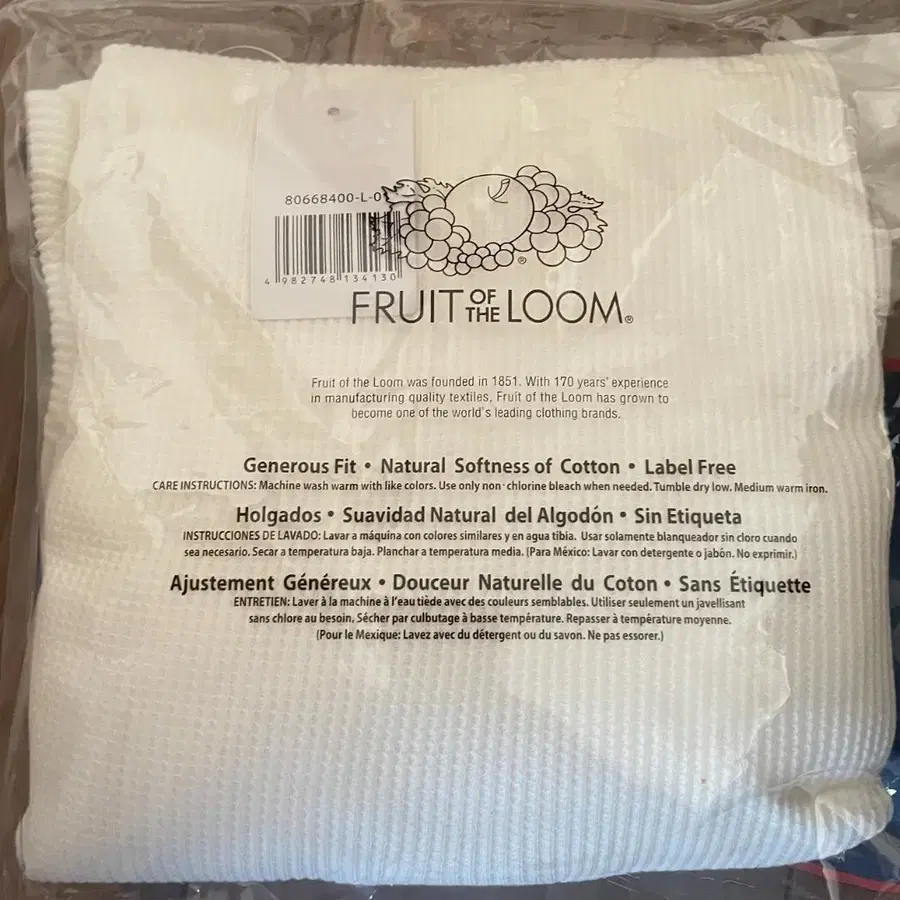 80668400-L-0
4 982748 134130
FRUIT OF THE LOOM®
Fruit of the Loom was founded in 1851. With 170 years' experience
in manufacturing quality textiles, Fruit of the Loom has grown to
become one of the world's leading clothing brands.
Generous Fit • Natural Softness of Cotton • Label Free
CARE INSTRUCTIONS: Machine wash warm with like colors. Use only non-chlorine bleach when needed. Tumble dry low. Medium warm iron.
Holgados • Suavidad Natural del Algodón • Sin Etiqueta
INSTRUCCIONES DE LAVADO: Lavar a máquina con colores similares y en agua tibia. Usar solamente blanqueador sin cloro cuando
sea necesario. Secar a temperatura baja. Planchar a temperatura media. (Para México: Lavar con detergente o jabón. No exprimir.)
Ajustement Généreux • Douceur Naturelle du Coton • Sans Étiquette
ENTRETIEN: Laver à la machine à l'eau tiède avec des couleurs semblables. Utiliser seulement un javellisant
sans chlore au besoin. Sécher par culbutage à basse température. Repasser à température moyenne.
(Pour le Mexique: Lavez avec du détergent ou du savon. Ne pas essorer.)